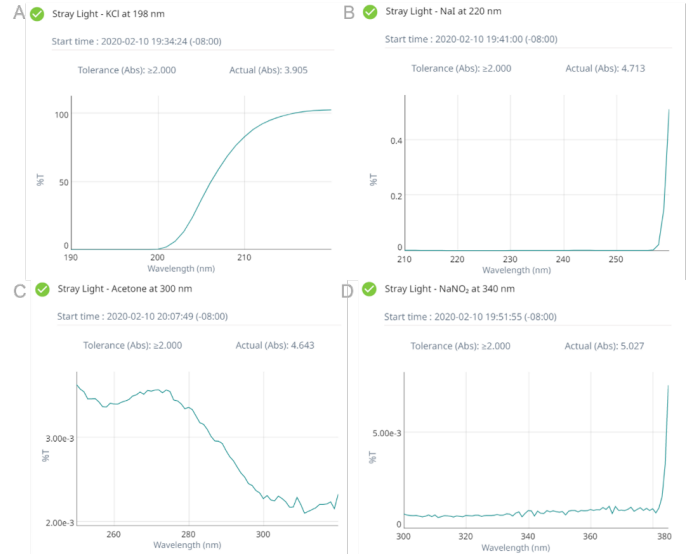 A
Stray Light - KCl at 198 nm
Start time : 2020-02-10 19:34:24 (-08:00)
Tolerance (Abs): ≥2.000 Actual (Abs): 3.905
100
50
0
%T
190 200 210
Wavelength (nm)
B
Stray Light - NaI at 220 nm
Start time : 2020-02-10 19:41:00 (-08:00)
Tolerance (Abs): ≥2.000 Actual (Abs): 4.713
0.4
0.2
0
%T
210 220 230 240 250
Wavelength (nm)
C
Stray Light - Acetone at 300 nm
Start time : 2020-02-10 20:07:49 (-08:00)
Tolerance (Abs): ≥2.000 Actual (Abs): 4.643
3.00e-3
2.00e-3
%T
260 280 300
Wavelength (nm)
D
Stray Light - NaNO₂ at 340 nm
Start time : 2020-02-10 19:51:55 (-08:00)
Tolerance (Abs): ≥2.000 Actual (Abs): 5.027
5.00e-3
0
%T
300 320 340 360 380
Wavelength (nm)